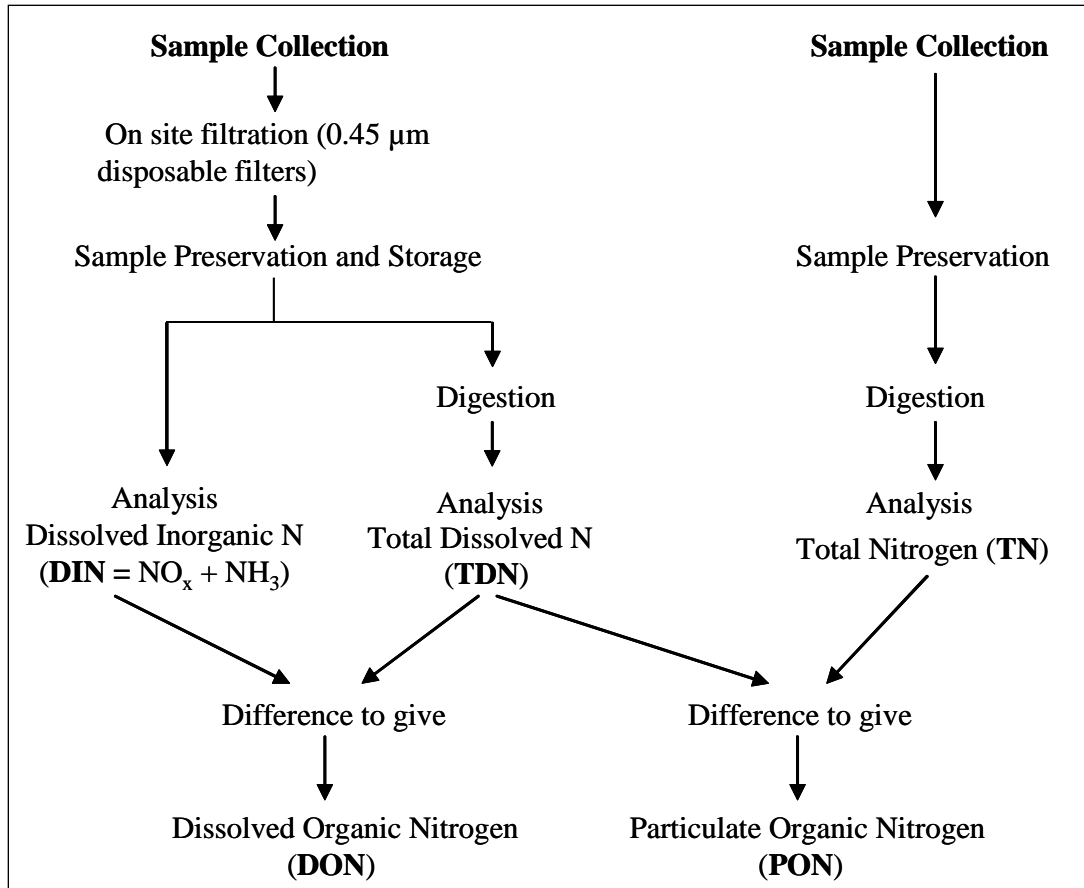 Sample Collection
On site filtration (0.45 µm
disposable filters)
Sample Preservation and Storage
Analysis
Dissolved Inorganic N
(DIN = NOx + NH3)
Digestion
Analysis
Total Dissolved N
(TDN)
Sample Collection
Sample Preservation
Digestion
Analysis
Total Nitrogen (TN)
Difference to give
Dissolved Organic Nitrogen
(DON)
Difference to give
Particulate Organic Nitrogen
(PON)